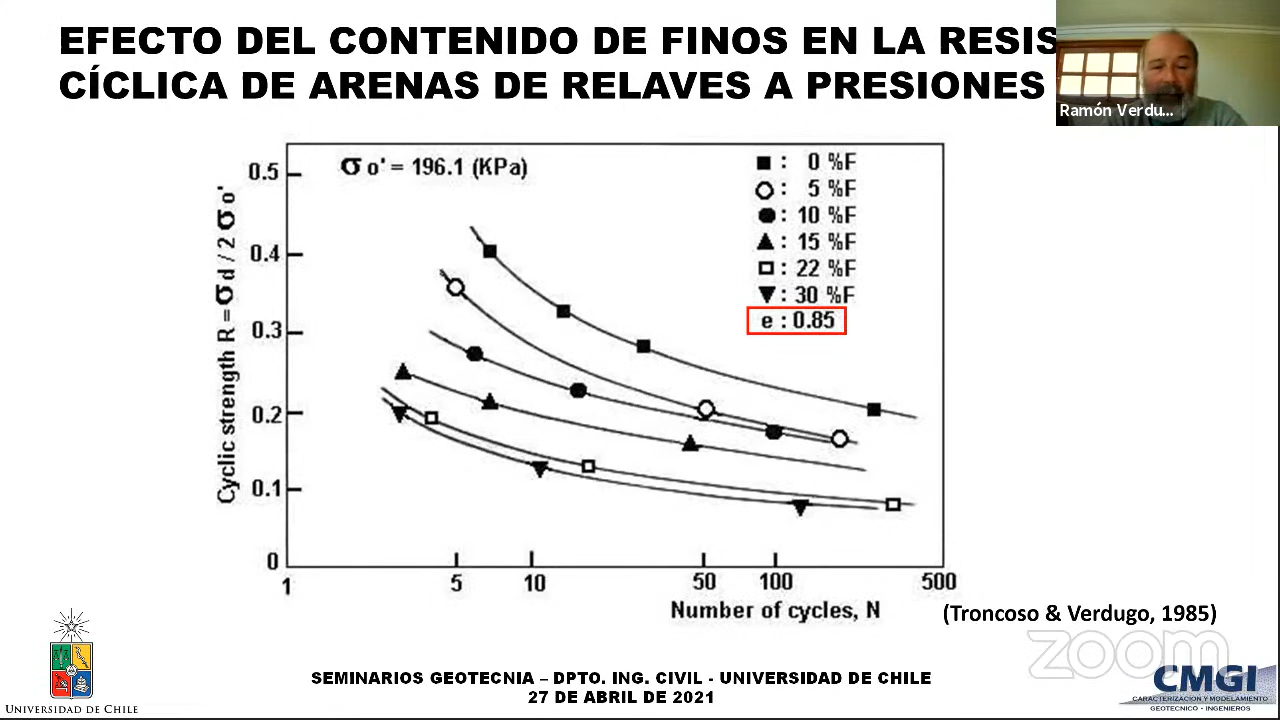 EFECTO DEL CONTENIDO DE FINOS EN LA RESIS
CÍCLICA DE ARENAS DE RELAVES A PRESIONES
Ramón Verdu...
σo' = 196.1 (KPa)
■ : 0 %F
○ : 5 %F
● : 10 %F
▲ : 15 %F
□ : 22 %F
▼ : 30 %F
e : 0.85
Cyclic strength R = σd / 2 σo'
0.5
0.4
0.3
0.2
0.1
0
1 5 10 50 100 500
Number of cycles, N
(Troncoso & Verdugo, 1985)
zoom
SEMINARIOS GEOTECNIA – DPTO. ING. CIVIL - UNIVERSIDAD DE CHILE
27 DE ABRIL DE 2021
UNIVERSIDAD DE CHILE
CMGI
CARACTERIZACION Y MODELAMIENTO
GEOTECNICO - INGENIEROS